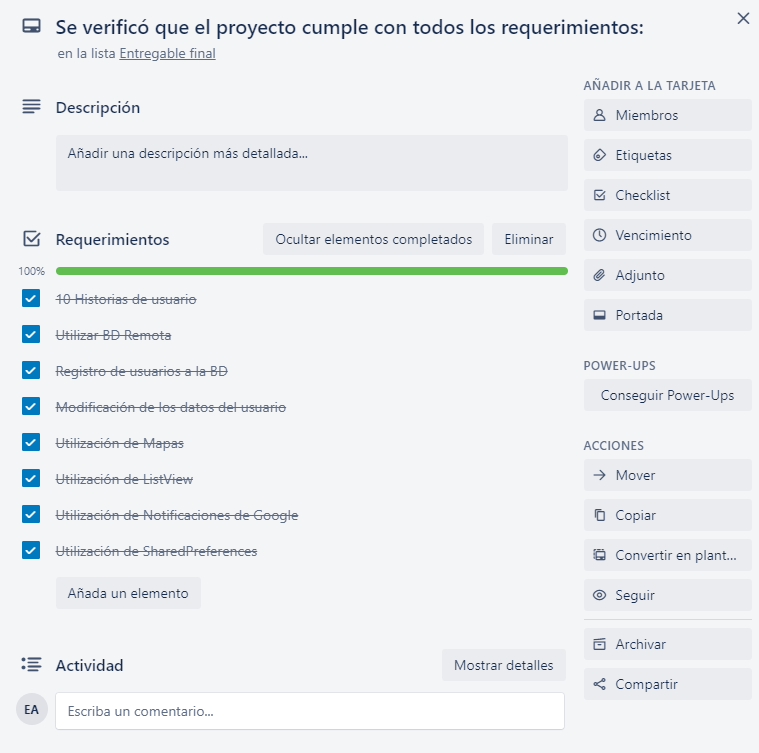 Se verificó que el proyecto cumple con todos los requerimientos:
en la lista Entregable final
Descripción
Añadir una descripción más detallada...
Requerimientos
Ocultar elementos completados
Eliminar
100%
10 Historias de usuario
Utilizar BD Remota
Registro de usuarios a la BD
Modificación de los datos del usuario
Utilización de Mapas
Utilización de ListView
Utilización de Notificaciones de Google
Utilización de SharedPreferences
Añada un elemento
Actividad
Mostrar detalles
EA
Escriba un comentario...
AÑADIR A LA TARJETA
Miembros
Etiquetas
Checklist
Vencimiento
Adjunto
Portada
POWER-UPS
Conseguir Power-Ups
ACCIONES
Mover
Copiar
Convertir en plant...
Seguir
Archivar
Compartir